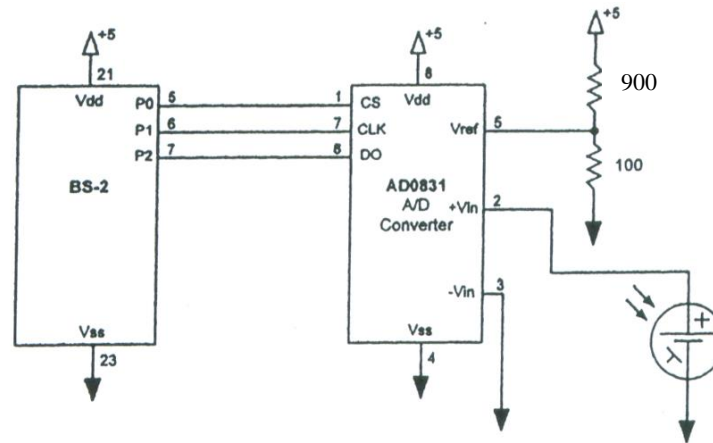 +5
+5
+5
21
8
Vdd
P0
5
1
CS
Vdd
900
P1
6
7
CLK
Vref
5
P2
7
6
DO
100
BS-2
AD0831
A/D
Converter
+Vin
2
-Vin
3
+
λ
Vss
Vss
23
4